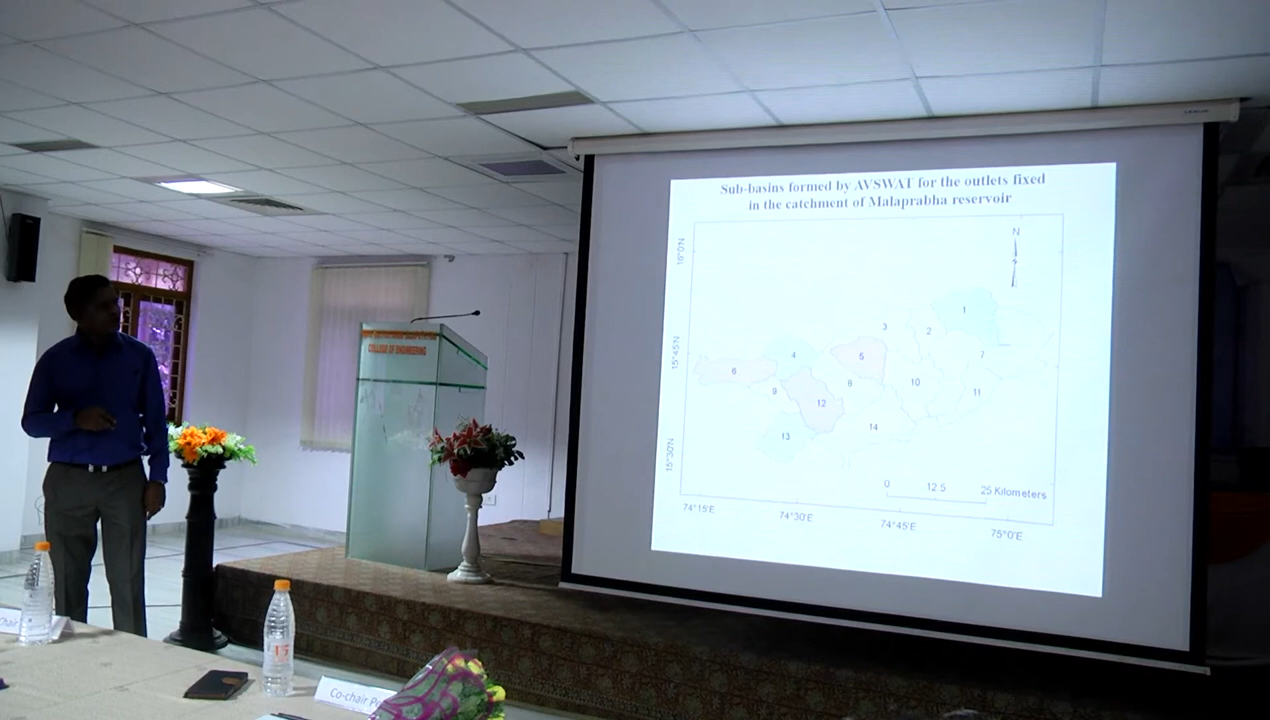 Sub-basins formed by AVSWAT for the outlets fixed
in the catchment of Malaprabha reservoir
N
16°0'N
15°45'N
15°30'N
1
2
3
4
5
6
7
8
9
10
11
12
13
14
0 12.5 25 Kilometers
74°15'E 74°30'E 74°45'E 75°0'E
COLLEGE OF ENGINEERING
Chair
15
Co-chair